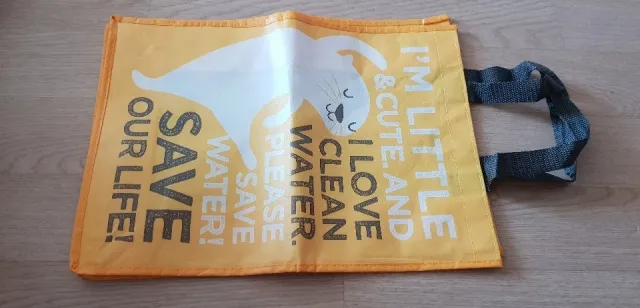 I'M LITTLE
& CUTE, AND
I LOVE
CLEAN
WATER.
PLEASE
SAVE
WATER!
SAVE
OUR LIFE!